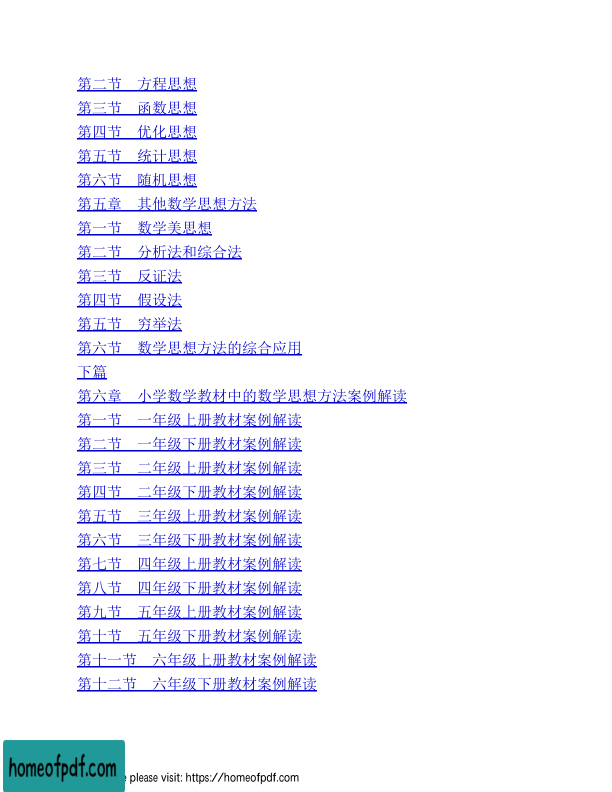 第二节　方程思想
第三节　函数思想
第四节　优化思想
第五节　统计思想
第六节　随机思想
第五章　其他数学思想方法
第一节　数学美思想
第二节　分析法和综合法
第三节　反证法
第四节　假设法
第五节　穷举法
第六节　数学思想方法的综合应用
下篇
第六章　小学数学教材中的数学思想方法案例解读
第一节　一年级上册教材案例解读
第二节　一年级下册教材案例解读
第三节　二年级上册教材案例解读
第四节　二年级下册教材案例解读
第五节　三年级上册教材案例解读
第六节　三年级下册教材案例解读
第七节　四年级上册教材案例解读
第八节　四年级下册教材案例解读
第九节　五年级上册教材案例解读
第十节　五年级下册教材案例解读
第十一节　六年级上册教材案例解读
第十二节　六年级下册教材案例解读
homeofpdf.com
please visit: https://homeofpdf.com